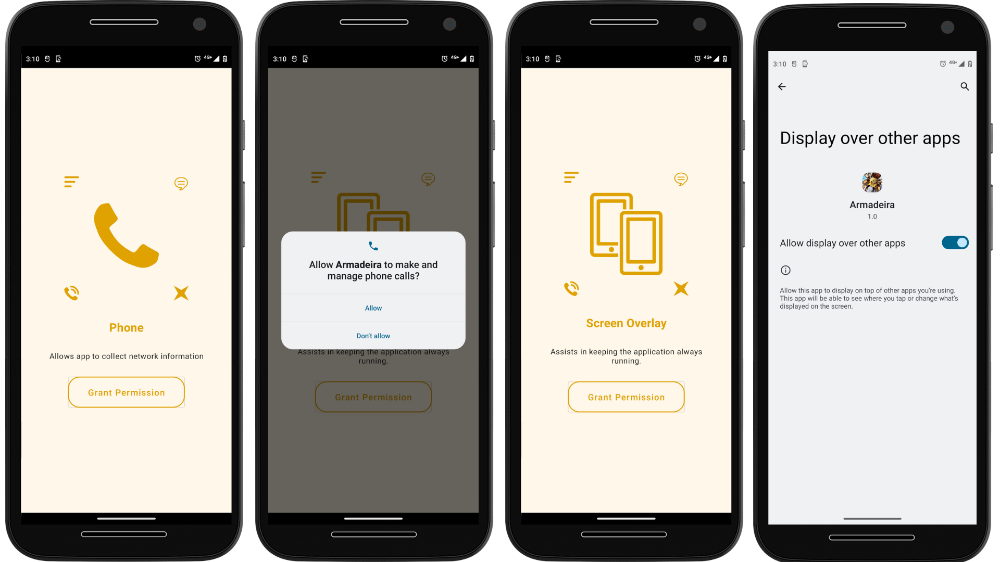 3:10
4G+
Phone
Allows app to collect network information
Grant Permission
3:10
4G+
Allow Armadeira to make and
manage phone calls?
Allow
Don't allow
Assists in keeping the application always
running.
Grant Permission
3:10
4G+
Screen Overlay
Assists in keeping the application always
running.
Grant Permission
3:10
4G+
Display over other apps
Armadeira
1.0
Allow display over other apps
Allow this app to display on top of other apps you're using.
This app will be able to see where you tap or change what's
displayed on the screen.